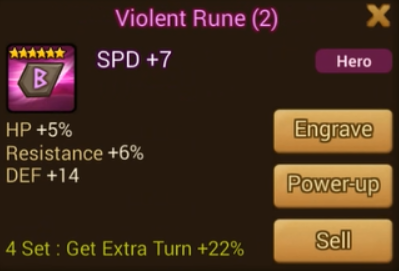 Violent Rune (2)
SPD +7
Hero
HP +5%
Resistance +6%
DEF +14
Engrave
Power-up
Sell
4 Set : Get Extra Turn +22%